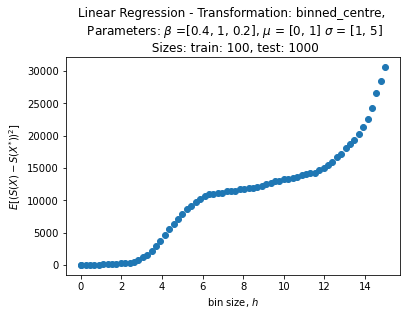 Linear Regression - Transformation: binned_centre,
Parameters: β =[0.4, 1, 0.2], μ = [0, 1] σ = [1, 5]
Sizes: train: 100, test: 1000
30000
25000
20000
15000
10000
5000
0
E[(S(X) − S(X*))²]
0 2 4 6 8 10 12 14
bin size, h